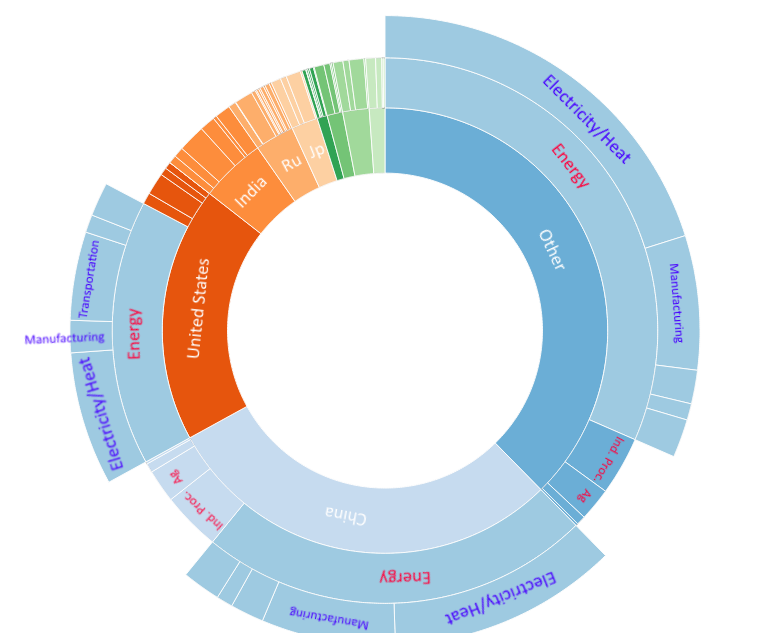 Electricity/Heat
Energy
Other
Manufacturing
Ind. Proc.
Ag
Jp
Ru
India
United States
Energy
Transportation
Manufacturing
Electricity/Heat
Ag
Ind. Proc.
China
Energy
Manufacturing
Electricity/Heat